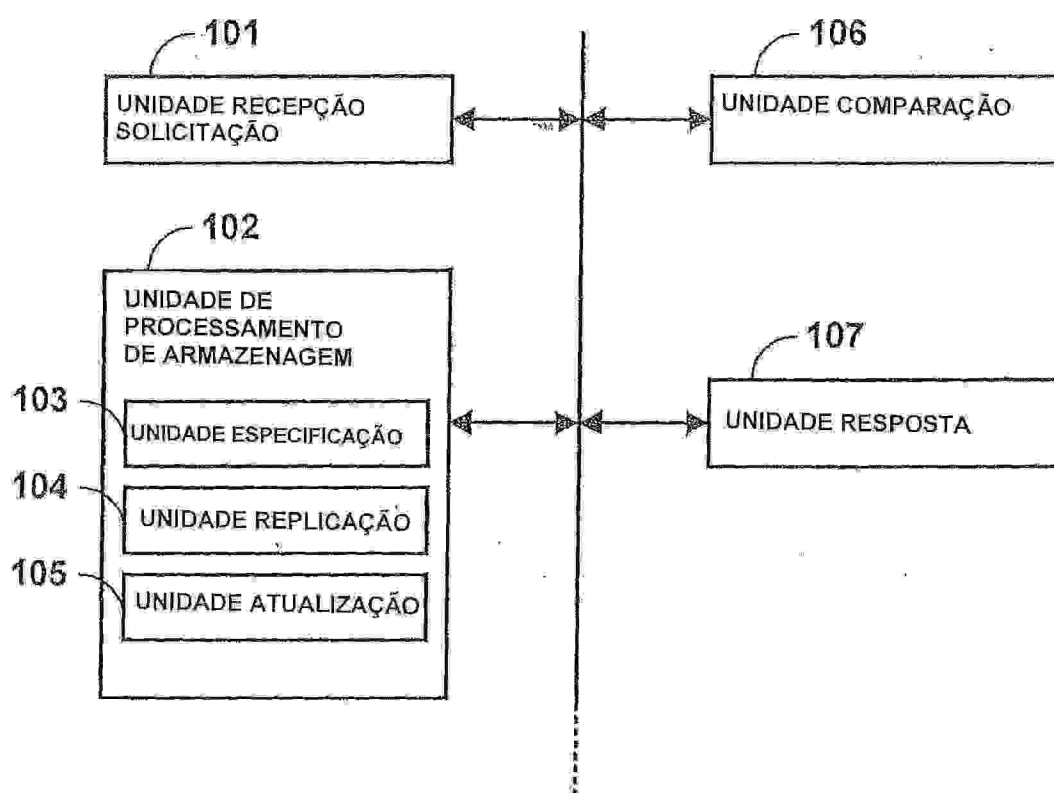 101
UNIDADE RECEPÇÃO
SOLICITAÇÃO
102
UNIDADE DE
PROCESSAMENTO
DE ARMAZENAGEM
103
UNIDADE ESPECIFICAÇÃO
104
UNIDADE REPLICAÇÃO
105
UNIDADE ATUALIZAÇÃO
106
UNIDADE COMPARAÇÃO
107
UNIDADE RESPOSTA